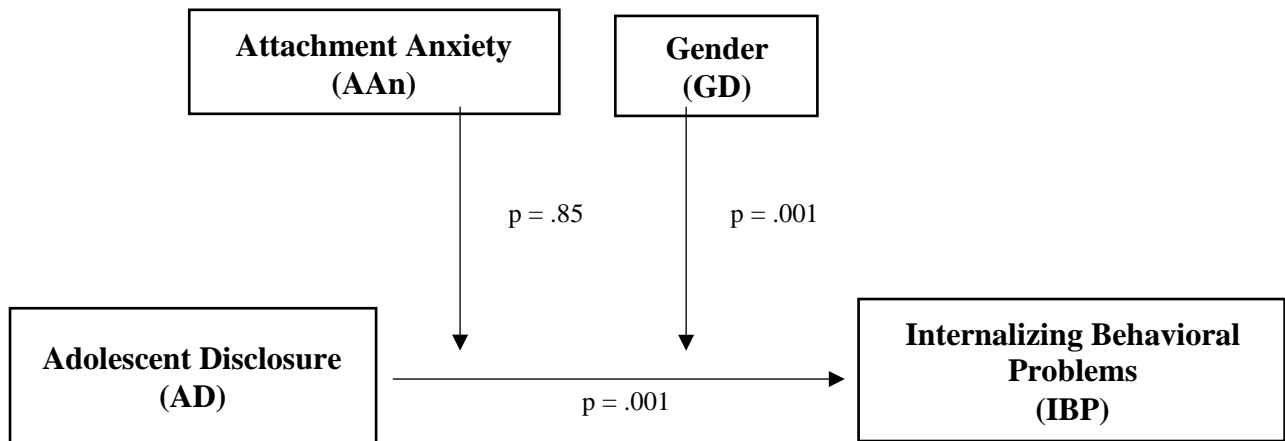 Attachment Anxiety
(AAn)
Gender
(GD)
p = .85
p = .001
Adolescent Disclosure
(AD)
p = .001
Internalizing Behavioral
Problems
(IBP)